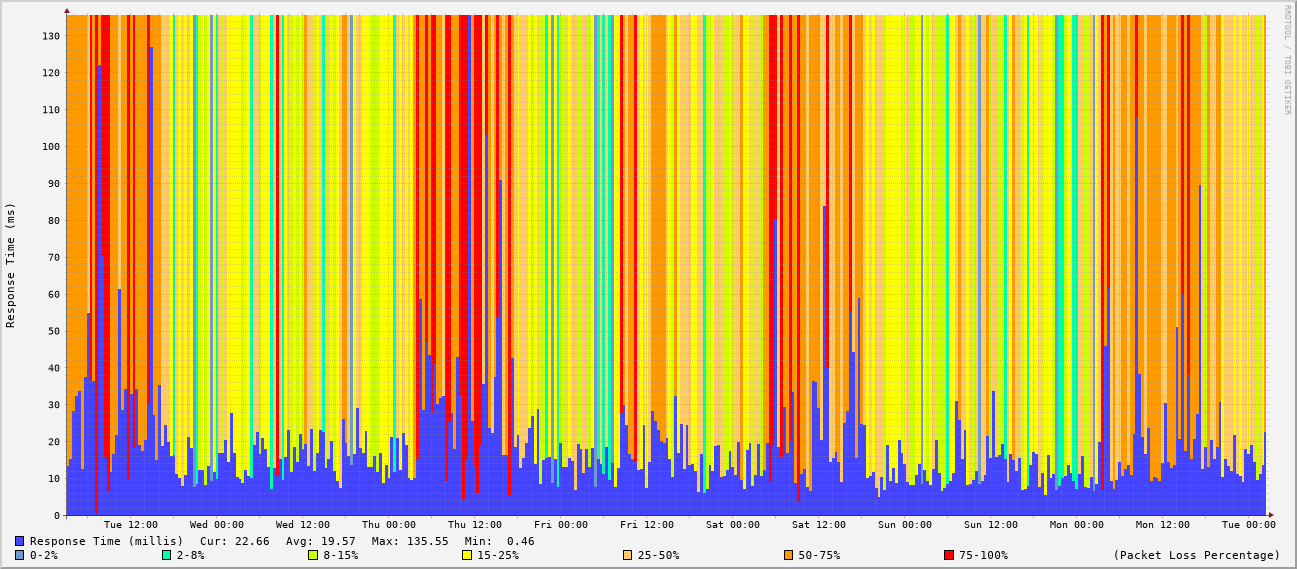 RRDTOOL / TOBI OETIKER
Response Time (ms)
130
120
110
100
90
80
70
60
50
40
30
20
10
0
Tue 12:00 Wed 00:00 Wed 12:00 Thu 00:00 Thu 12:00 Fri 00:00 Fri 12:00 Sat 00:00 Sat 12:00 Sun 00:00 Sun 12:00 Mon 00:00 Mon 12:00 Tue 00:00
Response Time (millis) Cur: 22.66 Avg: 19.57 Max: 135.55 Min: 0.46
0-2% 2-8% 8-15% 15-25% 25-50% 50-75% 75-100% (Packet Loss Percentage)